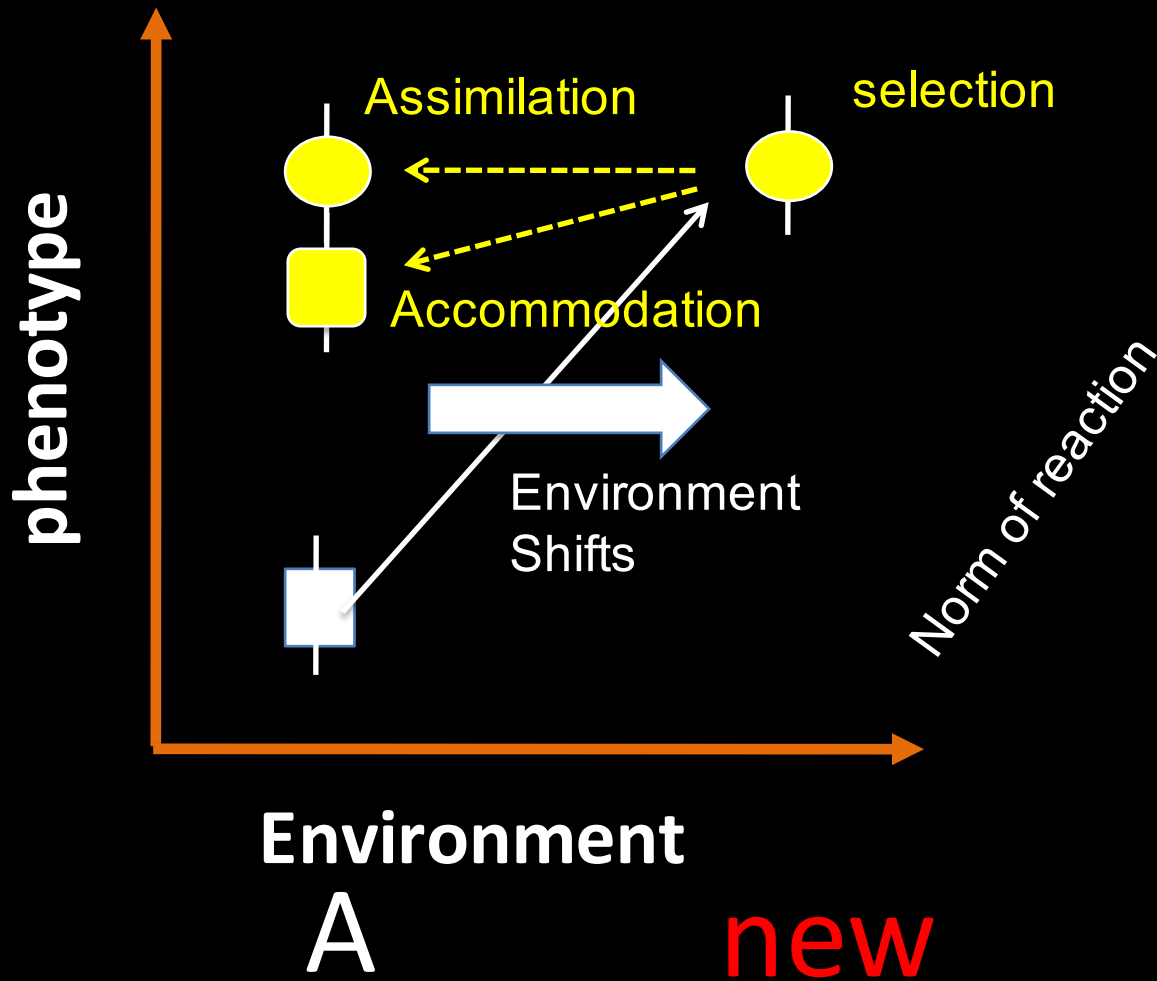 Assimilation
selection
phenotype
Accommodation
Environment
Shifts
Norm of reaction
Environment
A
new